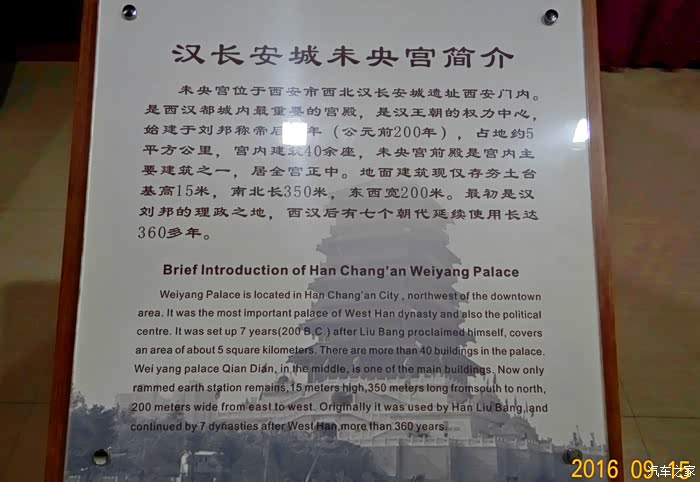 汉长安城未央宫简介
未央宫位于西安市西北汉长安城遗址西安门内。
是西汉都城内最重要的宫殿，是汉王朝的权力中心，
始建于刘邦称帝后 年（公元前200年），占地约5
平方公里，宫内建筑40余座，未央宫前殿是宫内主
要建筑之一，居全宫正中。地面建筑现仅存夯土台
基高15米，南北长350米，东西宽200米。最初是汉
刘邦的理政之地，西汉后有七个朝代延续使用长达
360多年。
Brief Introduction of Han Chang'an Weiyang Palace
Weiyang Palace is located in Han Chang'an City, northwest of the downtown
area. It was the most important palace of West Han dynasty and also the political
centre. It was set up 7 years(200 B,C.) after Liu Bang proclaimed himself, covers
an area of about 5 square kilometers. There are more than 40 buildings in the palace.
Wei yang palace Qian Dian, in the middle, is one of the main buildings. Now only
rammed earth station remains,15 meters high,350 meters long fromsouth to north,
200 meters wide from east to west. Originally it was used by Han Liu Bang, and
continued by 7 dynasties after West Han,more than 360 years.
2016 09 15
汽车之家